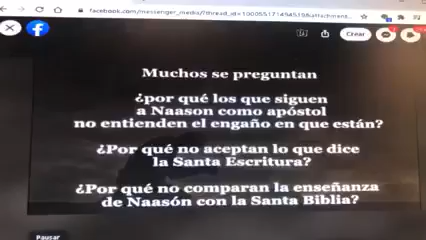 Crear
Muchos se preguntan
¿por qué los que siguen
a Naason como apóstol
no entienden el engaño en que están?
¿Por qué no aceptan lo que dice
la Santa Escritura?
¿Por qué no comparan la enseñanza
de Naasón con la Santa Biblia?
Pausar